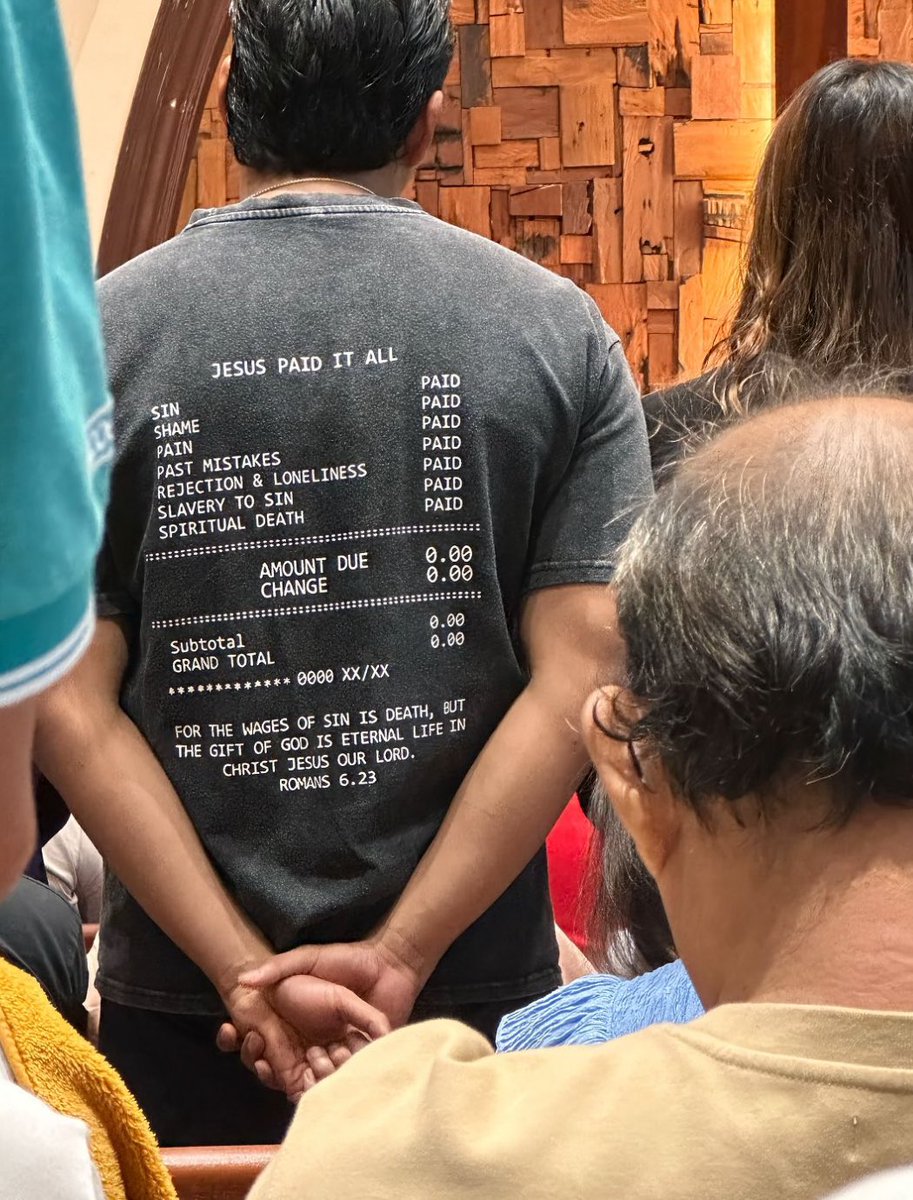 JESUS PAID IT ALL
SIN PAID
SHAME PAID
PAIN PAID
PAST MISTAKES PAID
REJECTION & LONELINESS PAID
SLAVERY TO SIN PAID
SPIRITUAL DEATH PAID
AMOUNT DUE 0.00
CHANGE 0.00
Subtotal 0.00
GRAND TOTAL 0.00
************* 0000 XX/XX
FOR THE WAGES OF SIN IS DEATH, BUT
THE GIFT OF GOD IS ETERNAL LIFE IN
CHRIST JESUS OUR LORD.
ROMANS 6.23